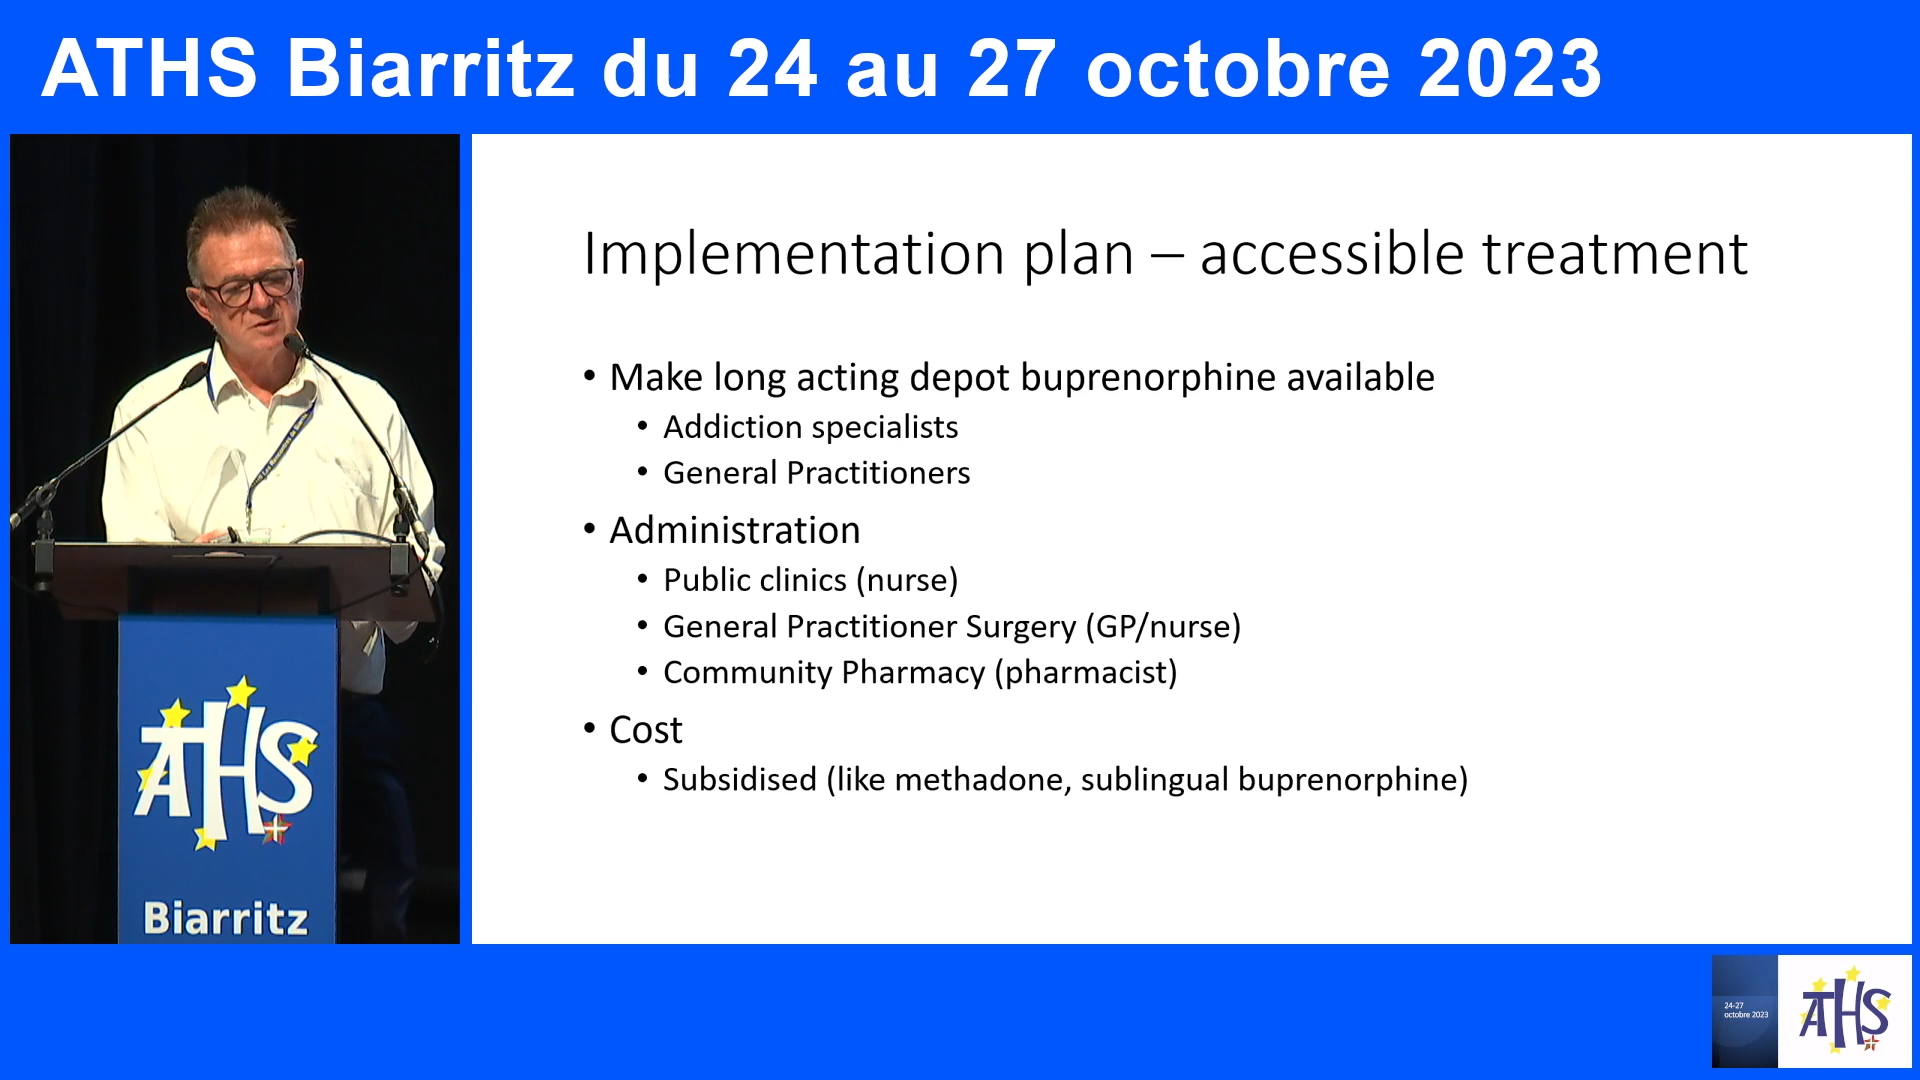 ATHS Biarritz du 24 au 27 octobre 2023
Implementation plan – accessible treatment
• Make long acting depot buprenorphine available
• Addiction specialists
• General Practitioners
• Administration
• Public clinics (nurse)
• General Practitioner Surgery (GP/nurse)
• Community Pharmacy (pharmacist)
• Cost
• Subsidised (like methadone, sublingual buprenorphine)
ATHS
Biarritz
24-27
octobre 2023
ATHS